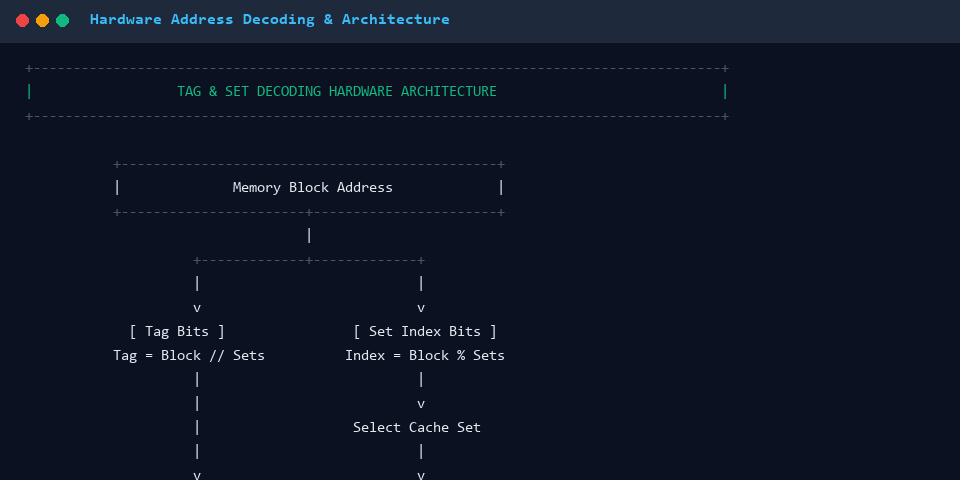 Hardware Address Decoding & Architecture
+--------------------------------------------------------------------------------------+
|                  TAG & SET DECODING HARDWARE ARCHITECTURE                            |
+--------------------------------------------------------------------------------------+
           +-----------------------------------------------+
           |              Memory Block Address             |
           +-----------------------+-----------------------+
                                   |
                     +-------------+-------------+
                     |                           |
                     v                           v
             [ Tag Bits ]                [ Set Index Bits ]
           Tag = Block // Sets          Index = Block % Sets
                     |                           |
                     |                           v
                     |                   Select Cache Set
                     |                           |
                     v                           v